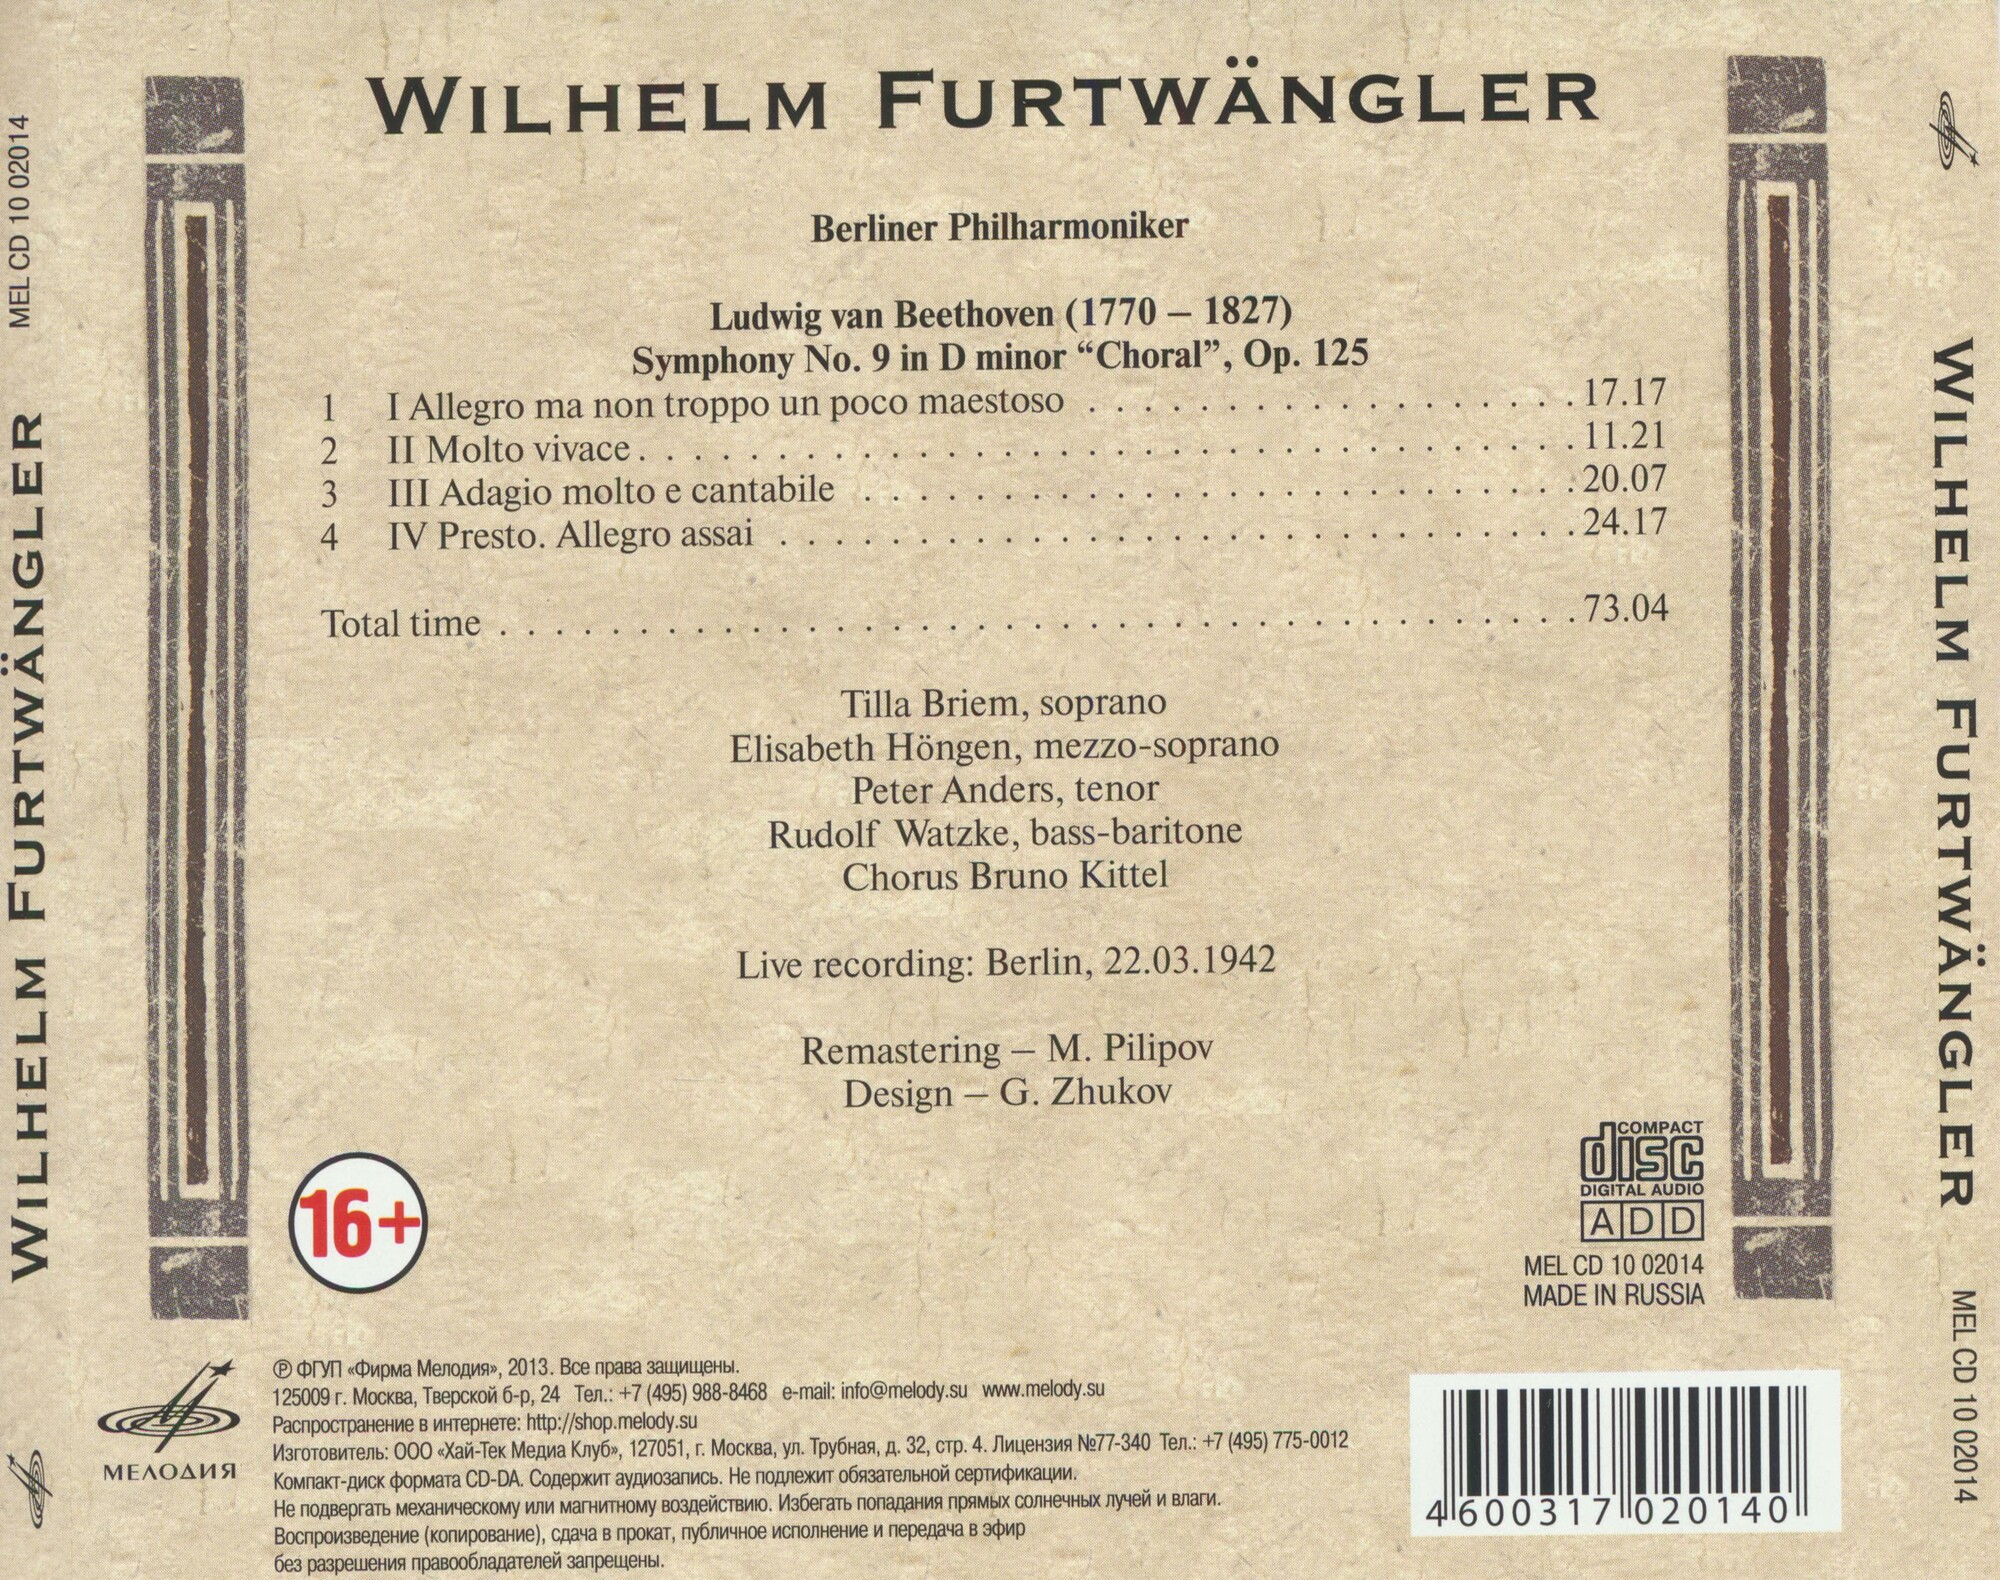 WILHELM FURTWÄNGLER
Berliner Philharmoniker
Ludwig van Beethoven (1770 – 1827)
Symphony No. 9 in D minor “Choral”, Op. 125
1 I Allegro ma non troppo un poco maestoso . . . . . . . . . . . . . . . . . . 17.17
2 II Molto vivace . . . . . . . . . . . . . . . . . . . . . . . . . . . . . . . . . . 11.21
3 III Adagio molto e cantabile . . . . . . . . . . . . . . . . . . . . . . . . . . 20.07
4 IV Presto. Allegro assai . . . . . . . . . . . . . . . . . . . . . . . . . . . . . 24.17
Total time . . . . . . . . . . . . . . . . . . . . . . . . . . . . . . . . . . . . . . . 73.04
Tilla Briem, soprano
Elisabeth Höngen, mezzo-soprano
Peter Anders, tenor
Rudolf Watzke, bass-baritone
Chorus Bruno Kittel
Live recording: Berlin, 22.03.1942
Remastering – M. Pilipov
Design – G. Zhukov
16+
COMPACT
disc
DIGITAL AUDIO
ADD
MEL CD 10 02014
MADE IN RUSSIA
МЕЛОДИЯ
℗ ФГУП «Фирма Мелодия», 2013. Все права защищены.
125009 г. Москва, Тверской б-р, 24 Тел.: +7 (495) 988-8468 e-mail: info@melody.su www.melody.su
Распространение в интернете: http://shop.melody.su
Изготовитель: ООО «Хай-Тек Медиа Клуб», 127051, г. Москва, ул. Трубная, д. 32, стр. 4. Лицензия №77-340 Тел.: +7 (495) 775-0012
Компакт-диск формата CD-DA. Содержит аудиозапись. Не подлежит обязательной сертификации.
Не подвергать механическому или магнитному воздействию. Избегать попадания прямых солнечных лучей и влаги.
Воспроизведение (копирование), сдача в прокат, публичное исполнение и передача в эфир
без разрешения правообладателей запрещены.
4 600317 020140
WILHELM FURTWÄNGLER MEL CD 10 02014
WILHELM FURTWÄNGLER MEL CD 10 02014